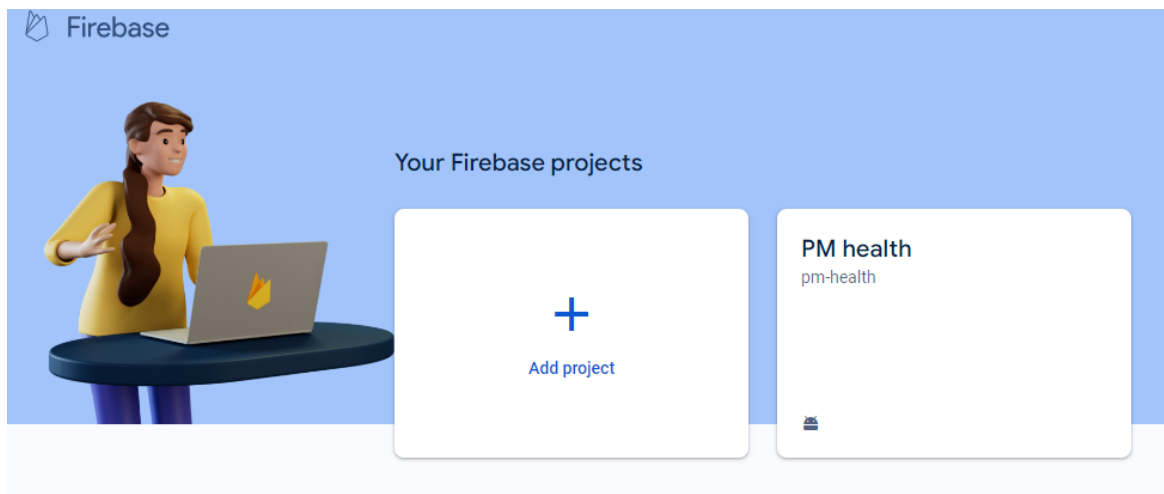 Firebase
Your Firebase projects
Add project
PM health
pm-health